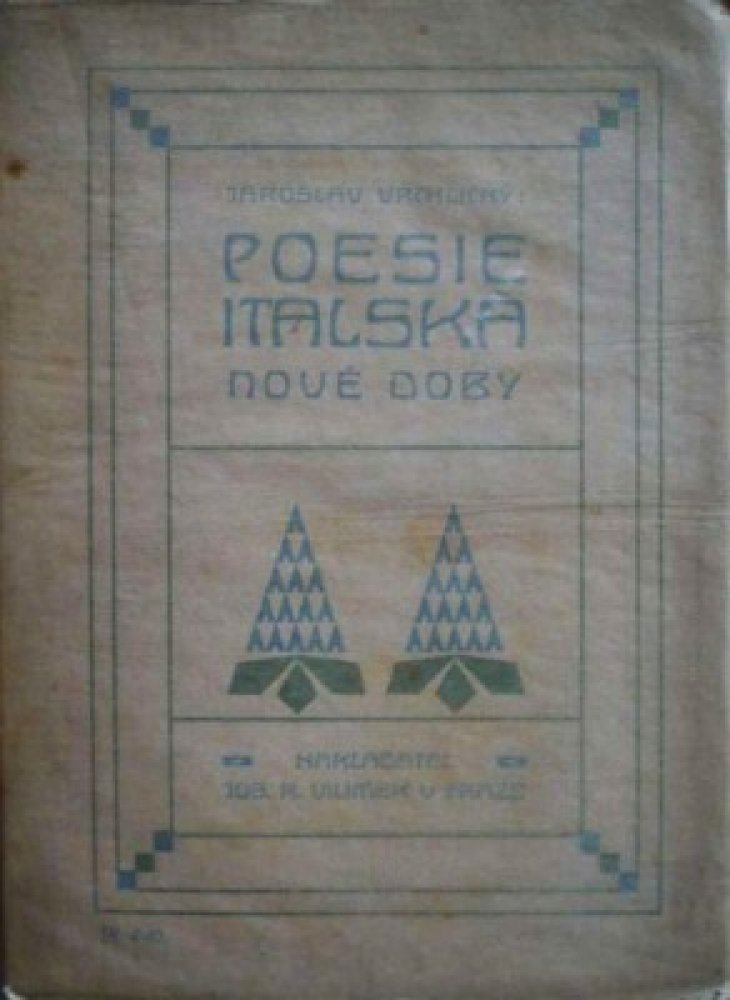 JAROSLAV VRCHLICKÝ:
POESIE
ITALSKÁ
NOVÉ DOBY
NAKLADATEL
JOS. R. VILÍMEK V PRAZE